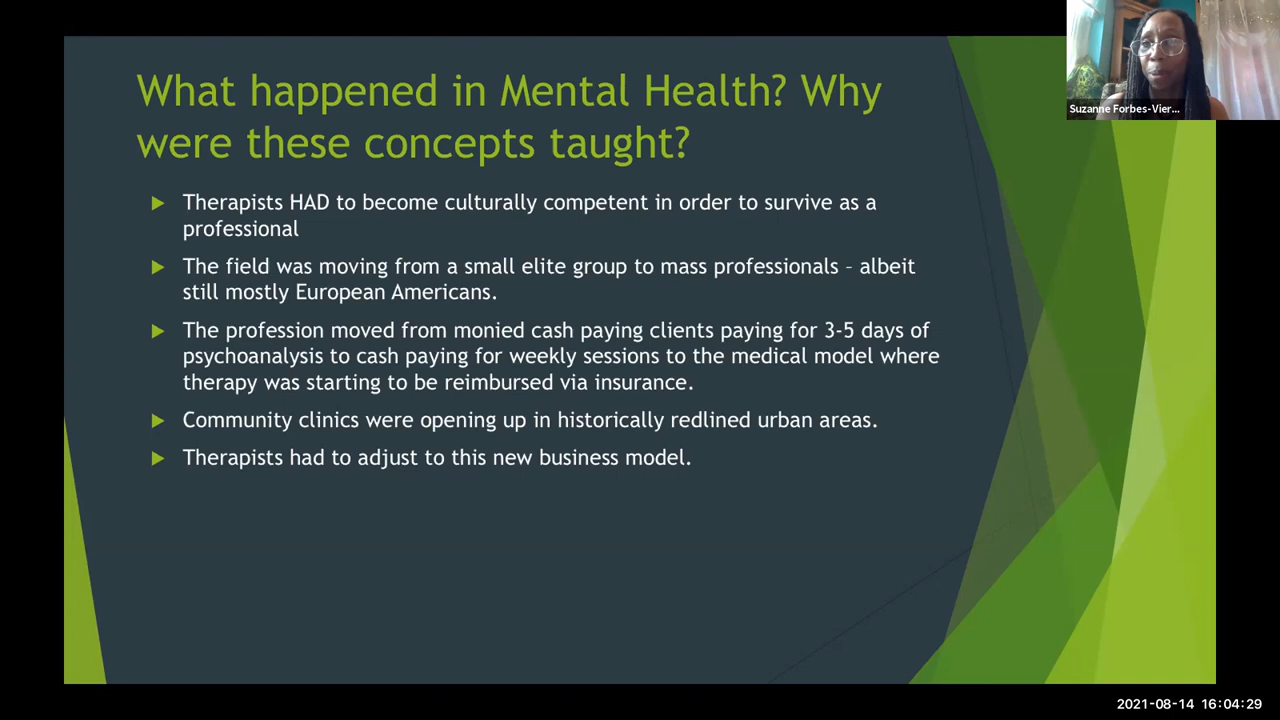 What happened in Mental Health? Why
were these concepts taught?
Therapists HAD to become culturally competent in order to survive as a
professional
The field was moving from a small elite group to mass professionals – albeit
still mostly European Americans.
The profession moved from monied cash paying clients paying for 3-5 days of
psychoanalysis to cash paying for weekly sessions to the medical model where
therapy was starting to be reimbursed via insurance.
Community clinics were opening up in historically redlined urban areas.
Therapists had to adjust to this new business model.
Suzanne Forbes-Vier...
2021-08-14 16:04:29